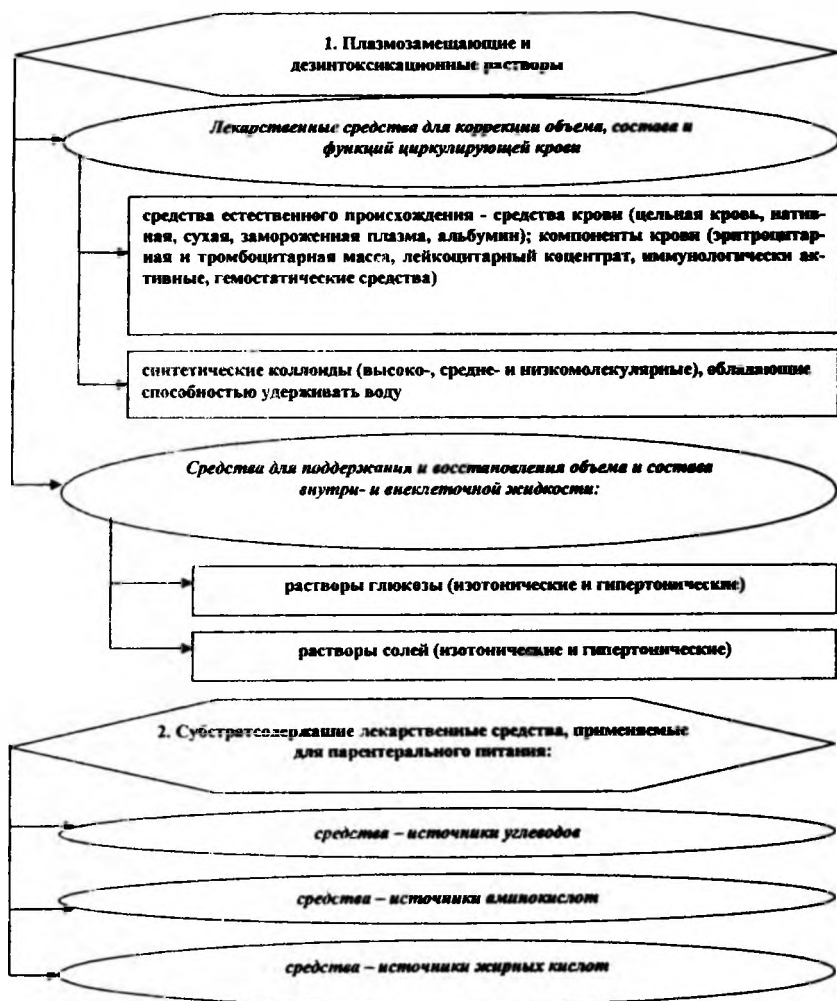 1. Плазмозамещающие и
дезинтоксикационные растворы
Лекарственные средства для коррекции объема, состава и
функций циркулирующей крови
средства естественного происхождения - средства крови (цельная кровь, натив-
ная, сухая, замороженная плазма, альбумин); компоненты крови (эритроцитар-
ная и тромбоцитарная масса, лейкоцитарный коцентрат, иммунологически ак-
тивные, гемостатические средства)
синтетические коллоиды (высоко-, средне- и низкомолекулярные), обладающие
способностью удерживать воду
Средства для поддержания и восстановления объема и состава
внутри- и внеклеточной жидкости:
растворы глюкозы (изотонические и гипертонические)
растворы солей (изотонические и гипертонические)
2. Субстратсодержащие лекарственные средства, применяемые
для парентерального питания:
средства – источники углеводов
средства – источники аминокислот
средства – источники жирных кислот